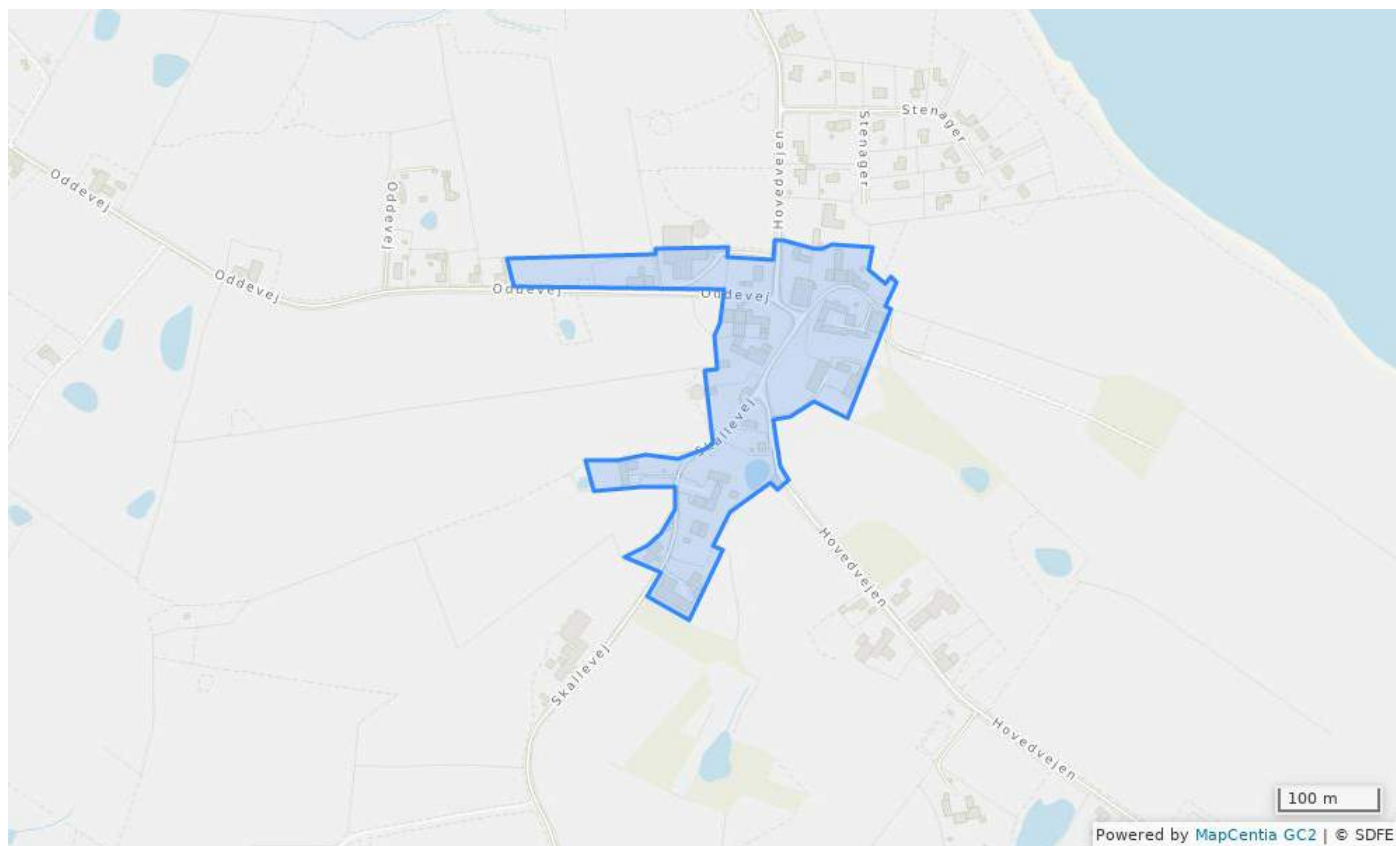 Stenager
Stenager
Hovedvejen
Oddevej
Oddevej
Oddevej
Oddevej
Oddevej
Skallevej
Hovedvejen
Skallevej
Hovedvejen
100 m
Powered by MapCentia GC2 | © SDFE